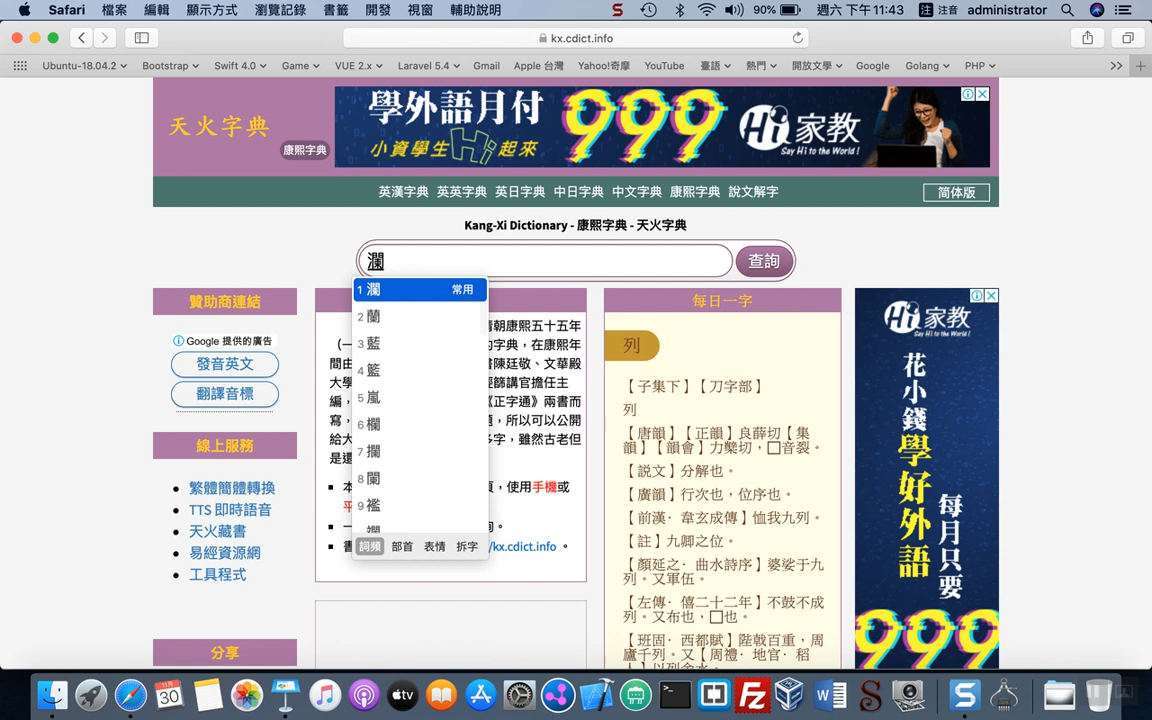 Safari 檔案 編輯 顯示方式 瀏覽記錄 書籤 開發 視窗 輔助說明 90% 週六 下午11:43 注音 administrator
kx.cdict.info
Ubuntu-18.04.2 Bootstrap Swift 4.0 Game VUE 2.x Laravel 5.4 Gmail Apple 台灣 Yahoo!奇摩 YouTube 臺語 熱門 開放文學 Google Golang PHP
天火字典
康熙字典
學外語月付
小資學生Hi起來
999
Hi家教
Say Hi to the World!
英漢字典 英英字典 英日字典 中日字典 中文字典 康熙字典 說文解字 简体版
Kang-Xi Dictionary - 康熙字典 - 天火字典
瀾 查詢
1 瀾 常用
2 蘭
3 藍
4 籃
5 嵐
6 欄
7 攔
8 闌
9 襤
詞頻 部首 表情 拆字
贊助商連結
Google 提供的廣告
發音英文
翻譯音標
線上服務
繁體簡體轉換
TTS 即時語音
天火藏書
易經資源網
工具程式
分享
清朝康熙五十五年
的字典，在康熙年
間由 書陳廷敬、文華殿
大學 經筵講官擔任主
編， 《正字通》兩書而
寫， ，所以可以公開
給大 多字，雖然古老但
是還
本 ，使用手機或
平
一 詢。
書 /kx.cdict.info 。
每日一字
列
【子集下】【刀字部】
列
【唐韻】【正韻】良薛切【集
韻】【韻會】力櫱切，□音裂。
【說文】分解也。
【廣韻】行次也，位序也。
【前漢·韋玄成傳】恤我九列。
【註】九卿之位。
【顏延之·曲水詩序】婆娑于九
列。又軍伍。
【左傳·僖二十二年】不鼓不成
列。又布也，□也。
【班固·西都賦】陛戟百重，周
廬千列。又【周禮·地官·稻
人】以列舍水。
Hi家教
花小錢學好外語
每月只要
999